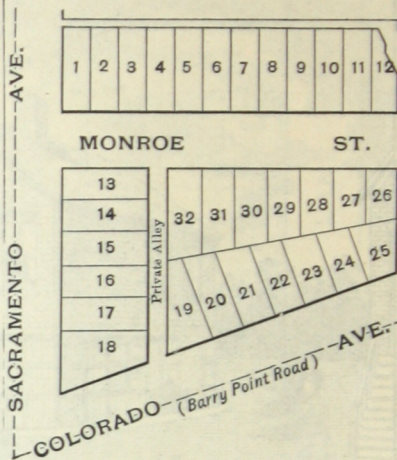 1 2 3 4 5 6 7 8 9 10 11 12
MONROE ST.
13
14
15
16
17
18
Private Alley
32 31 30 29 28 27 26
19 20 21 22 23 24 25
SACRAMENTO AVE.
COLORADO (Barry Point Road) AVE.